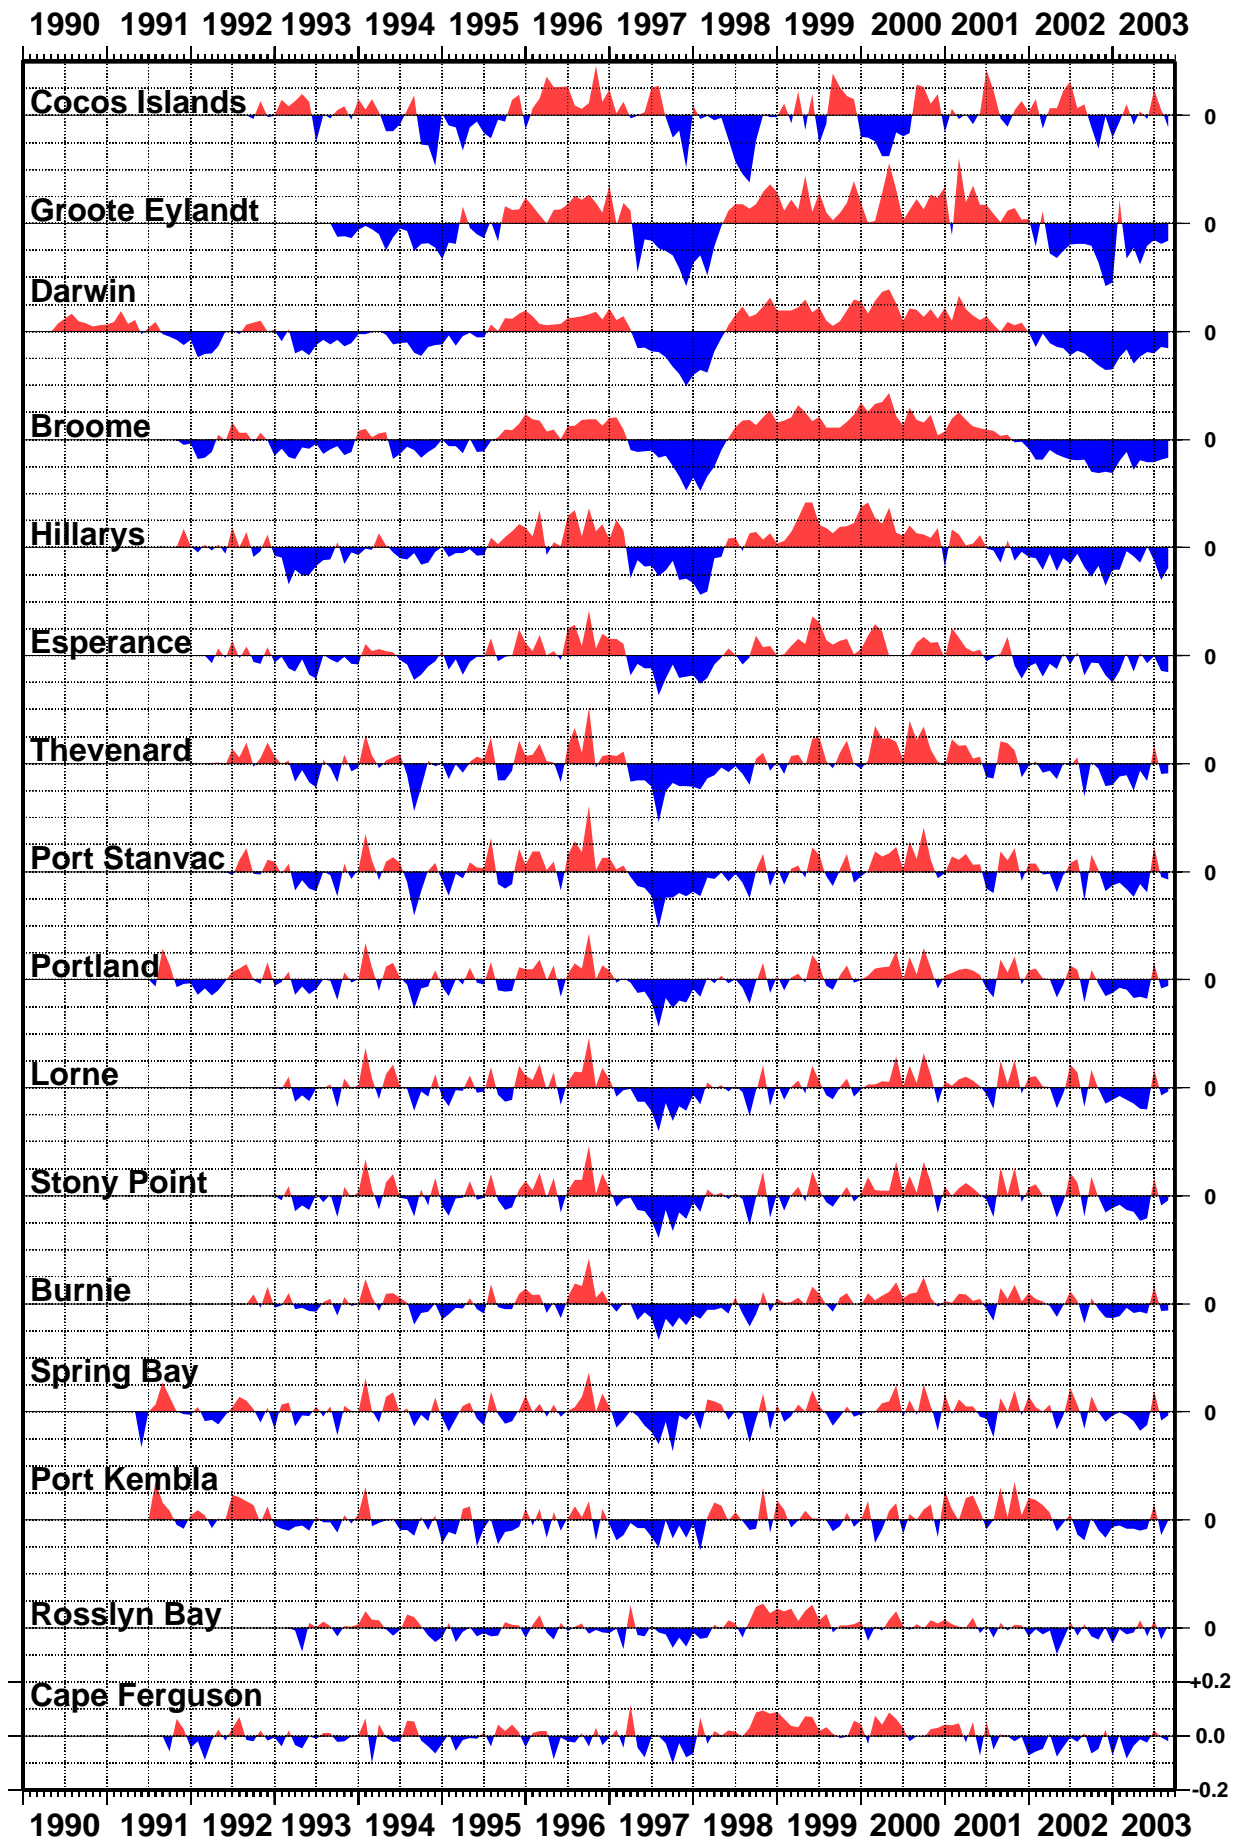 1990 1991 1992 1993 1994 1995 1996 1997 1998 1999 2000 2001 2002 2003
Cocos Islands 0
Groote Eylandt 0
Darwin 0
Broome 0
Hillarys 0
Esperance 0
Thevenard 0
Port Stanvac 0
Portland 0
Lorne 0
Stony Point 0
Burnie 0
Spring Bay 0
Port Kembla 0
Rosslyn Bay 0
+0.2
Cape Ferguson
0.0
-0.2
1990 1991 1992 1993 1994 1995 1996 1997 1998 1999 2000 2001 2002 2003